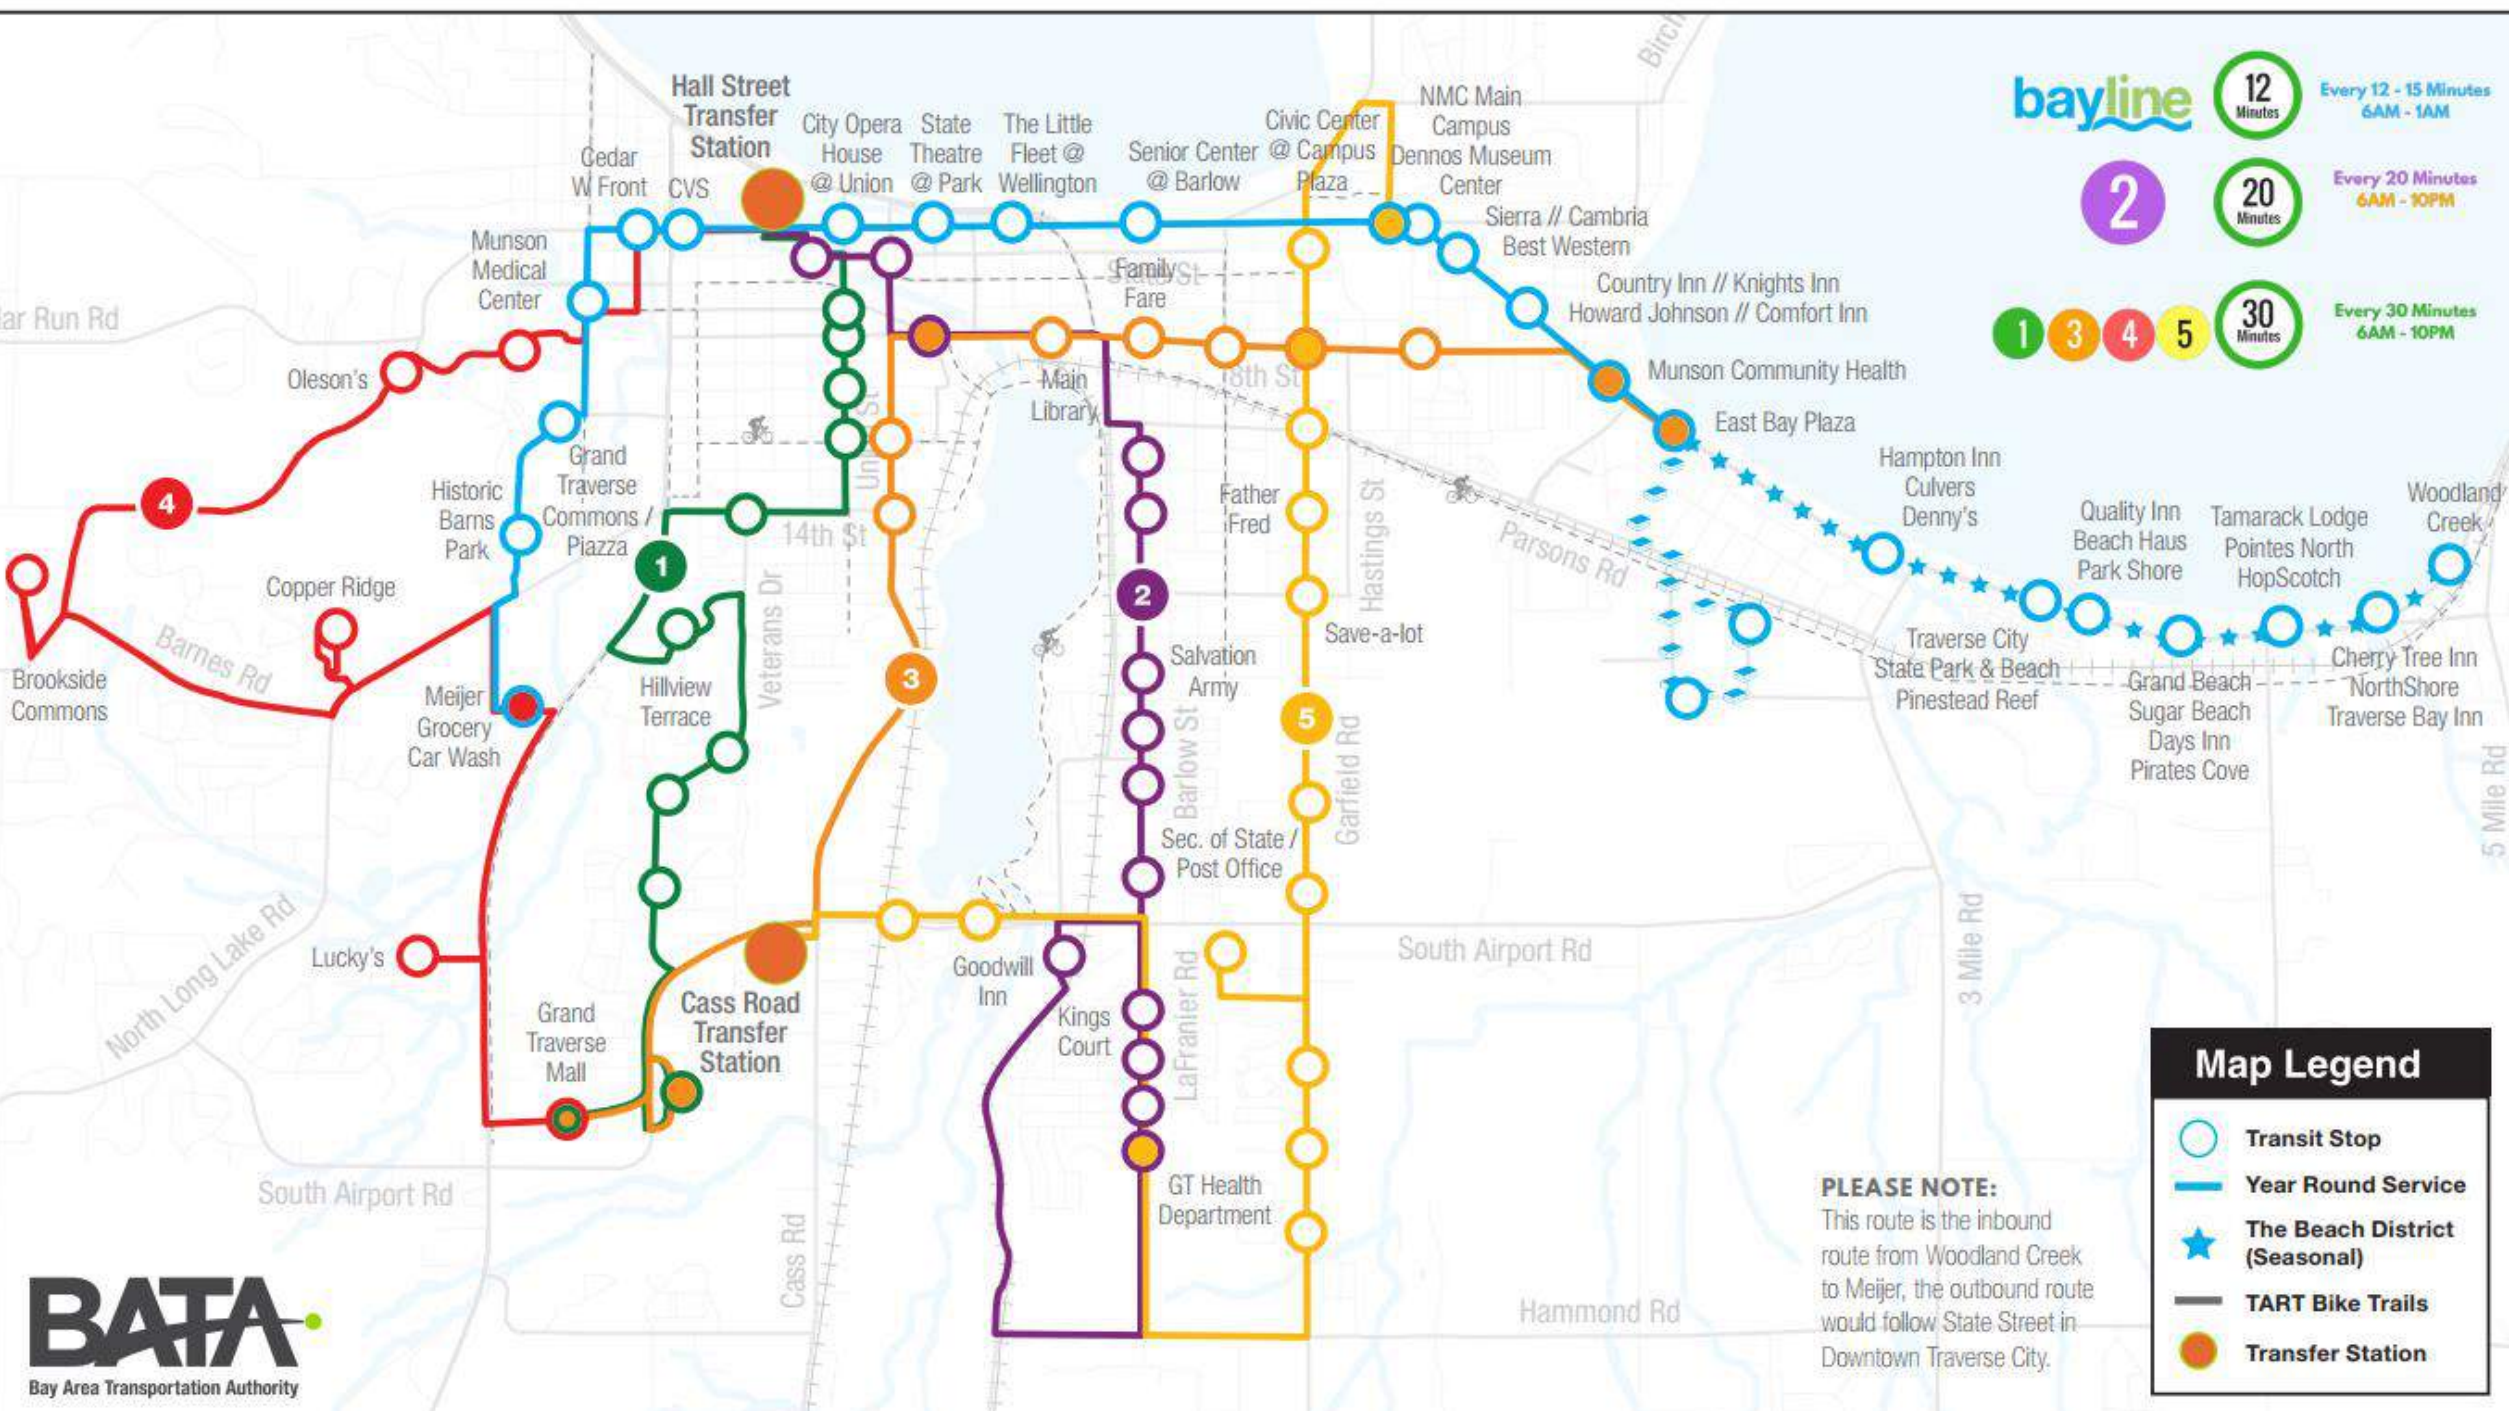 Hall Street
Transfer
Station
Cedar
W Front
CVS
City Opera
House
@ Union
State
Theatre
@ Park
The Little
Fleet @
Wellington
Senior Center
@ Barlow
Civic Center
@ Campus
Plaza
NMC Main
Campus
Dennos Museum
Center
Birch
bayline
12
Minutes
Every 12 - 15 Minutes
6AM - 1AM
2
20
Minutes
Every 20 Minutes
6AM - 10PM
1
3
4
5
30
Minutes
Every 30 Minutes
6AM - 10PM
Munson
Medical
Center
Sierra // Cambria
Best Western
Country Inn // Knights Inn
Howard Johnson // Comfort Inn
Family
Fare
State St
ar Run Rd
Oleson's
Main
Library
8th St
Munson Community Health
East Bay Plaza
Grand
Traverse
Commons /
Piazza
Historic
Barns
Park
4
Un St
14th St
1
2
Father
Fred
Hastings St
Parsons Rd
Hampton Inn
Culvers
Denny's
Quality Inn
Beach Haus
Park Shore
Tamarack Lodge
Pointes North
HopScotch
Woodland
Creek
Copper Ridge
Barnes Rd
Brookside
Commons
Meijer
Grocery
Car Wash
Hillview
Terrace
Veterans Dr
3
Salvation
Army
Barlow St
Save-a-lot
5
Garfield Rd
Traverse City
State Park & Beach
Pinestead Reef
Grand Beach
Sugar Beach
Days Inn
Pirates Cove
Cherry Tree Inn
NorthShore
Traverse Bay Inn
5 Mile Rd
Sec. of State /
Post Office
North Long Lake Rd
Lucky's
Grand
Traverse
Mall
Cass Road
Transfer
Station
Goodwill
Inn
Kings
Court
LaFranier Rd
South Airport Rd
3 Mile Rd
South Airport Rd
Cass Rd
GT Health
Department
Hammond Rd
PLEASE NOTE:
This route is the inbound
route from Woodland Creek
to Meijer, the outbound route
would follow State Street in
Downtown Traverse City.
Map Legend
Transit Stop
Year Round Service
The Beach District
(Seasonal)
TART Bike Trails
Transfer Station
BATA
Bay Area Transportation Authority